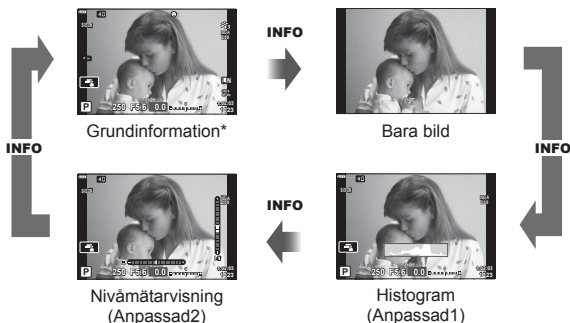 INFO
Grundinformation*
Bara bild
INFO
INFO
INFO
P 250 F5.6 0.0
P 250 F5.6 0.0
P 250 F5.6 0.0
Nivåmätarvisning
(Anpassad2)
Histogram
(Anpassad1)